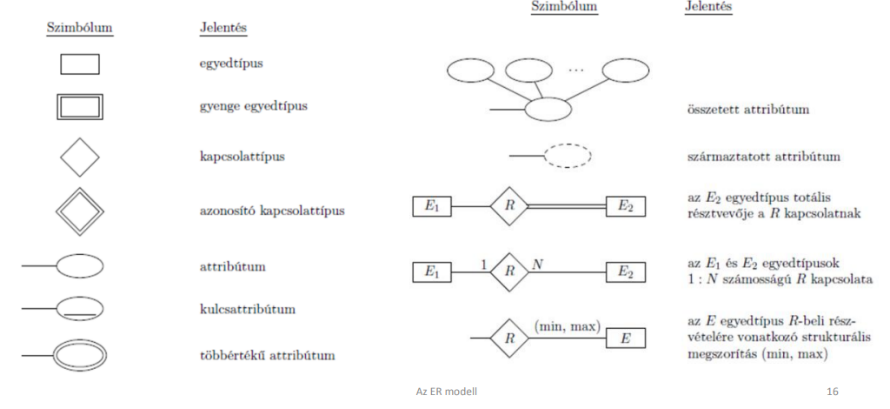 Szimbólum Jelentés
egyedtípus
gyenge egyedtípus
kapcsolattípus
azonosító kapcsolattípus
attribútum
kulcsattribútum
többértékű attribútum
Szimbólum Jelentés
...
összetett attribútum
származtatott attribútum
E₁ R E₂
az E₂ egyedtípus totális
résztvevője a R kapcsolatnak
E₁ 1 R N E₂
az E₁ és E₂ egyedtípusok
1 : N számosságú R kapcsolata
R (min, max) E
az E egyedtípus R-beli rész-
vételére vonatkozó strukturális
megszorítás (min, max)
Az ER modell
16